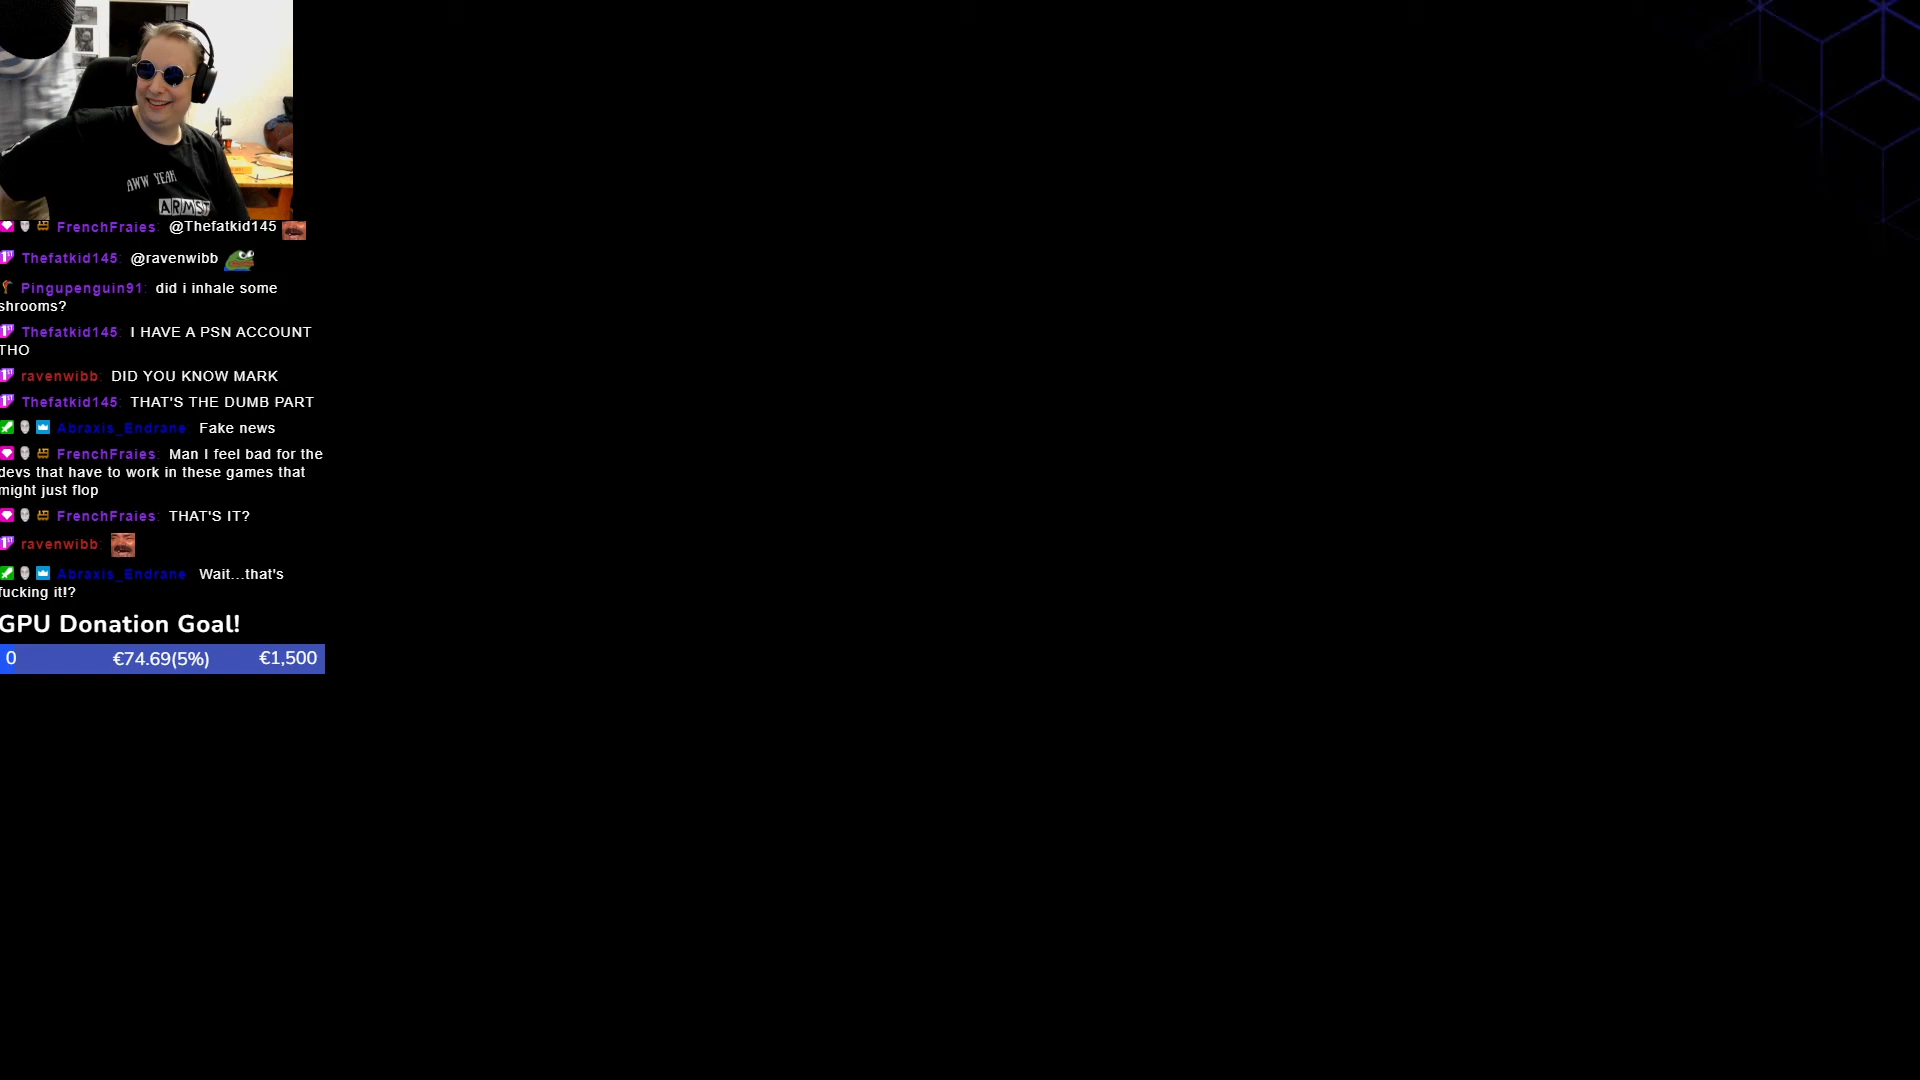 AWW YEAH
ARMST
FrenchFraies: @Thefatkid145
Thefatkid145: @ravenwibb
Pingupenguin91: did i inhale some
shrooms?
Thefatkid145: I HAVE A PSN ACCOUNT
THO
ravenwibb: DID YOU KNOW MARK
Thefatkid145: THAT'S THE DUMB PART
Abraxis_Endrane: Fake news
FrenchFraies: Man I feel bad for the
devs that have to work in these games that
might just flop
FrenchFraies: THAT'S IT?
ravenwibb:
Abraxis_Endrane: Wait...that's
fucking it!?
GPU Donation Goal!
0 €74.69(5%) €1,500